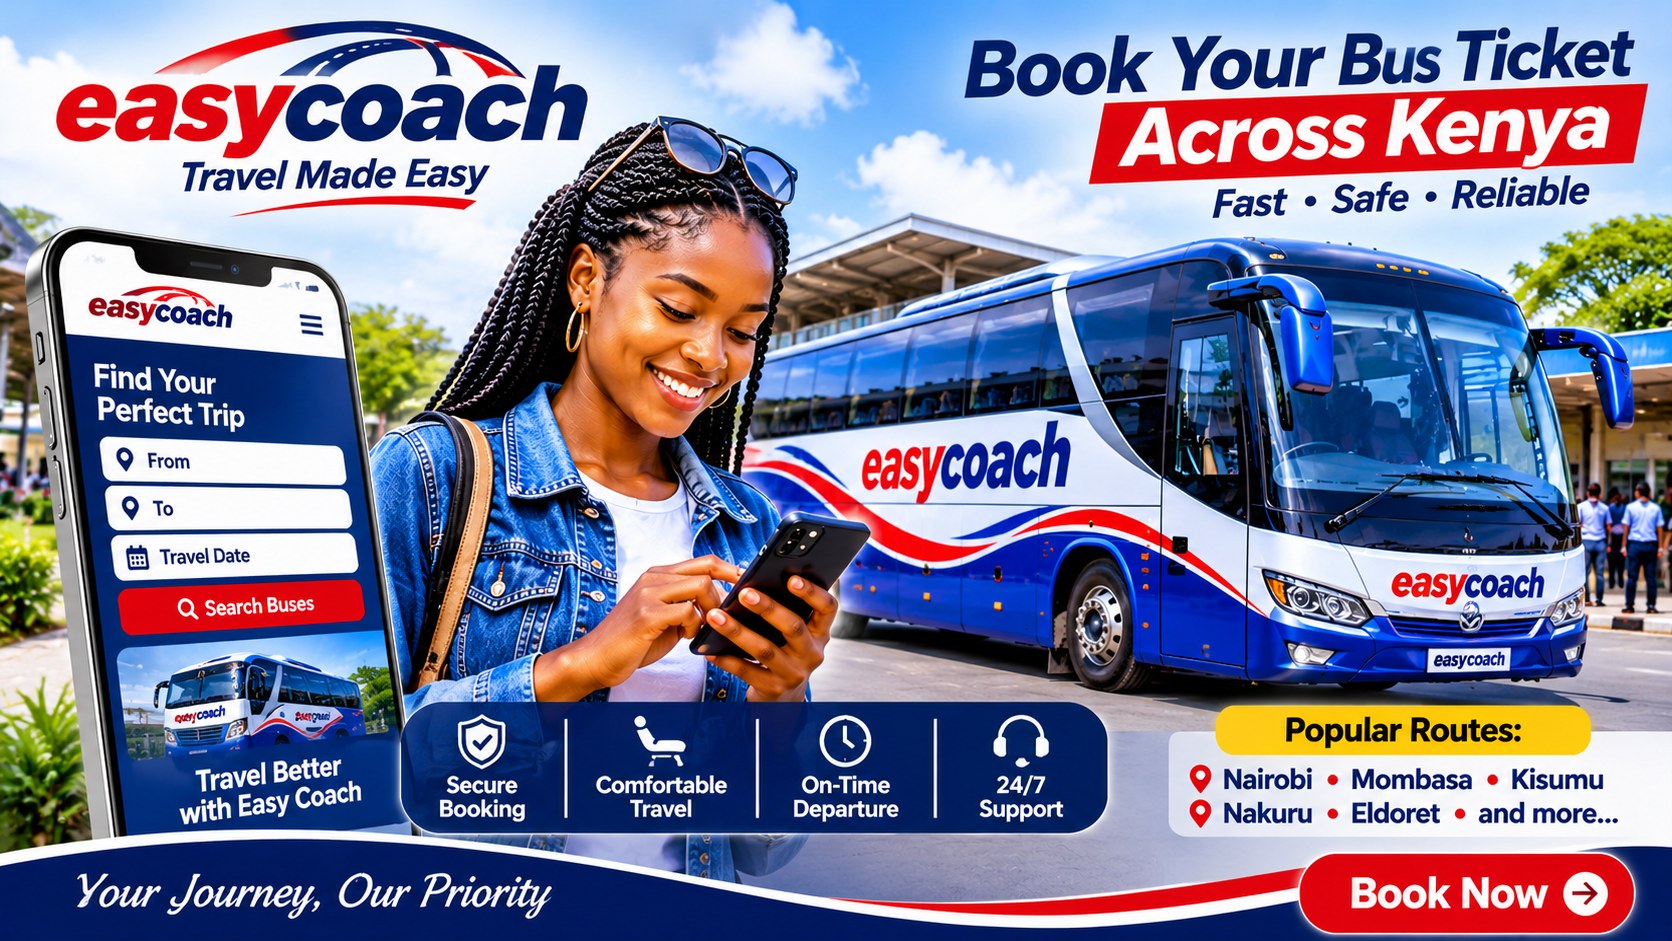 easycoach
Travel Made Easy
Book Your Bus Ticket
Across Kenya
Fast • Safe • Reliable
easycoach
Find Your
Perfect Trip
From
To
Travel Date
Search Buses
Travel Better
with Easy Coach
easycoach
easycoach
easycoach
Secure
Booking
Comfortable
Travel
On-Time
Departure
24/7
Support
Popular Routes:
Nairobi • Mombasa • Kisumu
Nakuru • Eldoret • and more...
Your Journey, Our Priority
Book Now